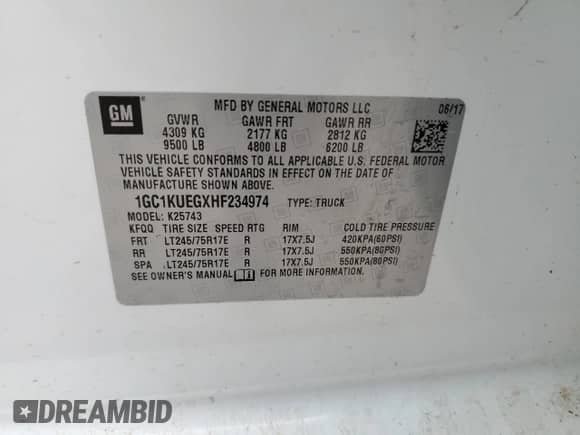 GM
MFD BY GENERAL MOTORS LLC 06/17
GVWR GAWR FRT GAWR RR
4309 KG 2177 KG 2812 KG
9500 LB 4800 LB 6200 LB
THIS VEHICLE CONFORMS TO ALL APPLICABLE U.S. FEDERAL MOTOR
VEHICLE SAFETY STANDARDS IN EFFECT ON THE DATE OF
MANUFACTURE SHOWN ABOVE.
1GC1KUEGXHF234974 TYPE: TRUCK
MODEL: K25743
KFQQ TIRE SIZE SPEED RTG RIM COLD TIRE PRESSURE
FRT LT245/75R17E R 17X7.5J 420KPA(60PSI)
RR LT245/75R17E R 17X7.5J 550KPA(80PSI)
SPA LT245/75R17E R 17X7.5J 550KPA(80PSI)
SEE OWNER'S MANUAL FOR MORE INFORMATION.
DREAMBID